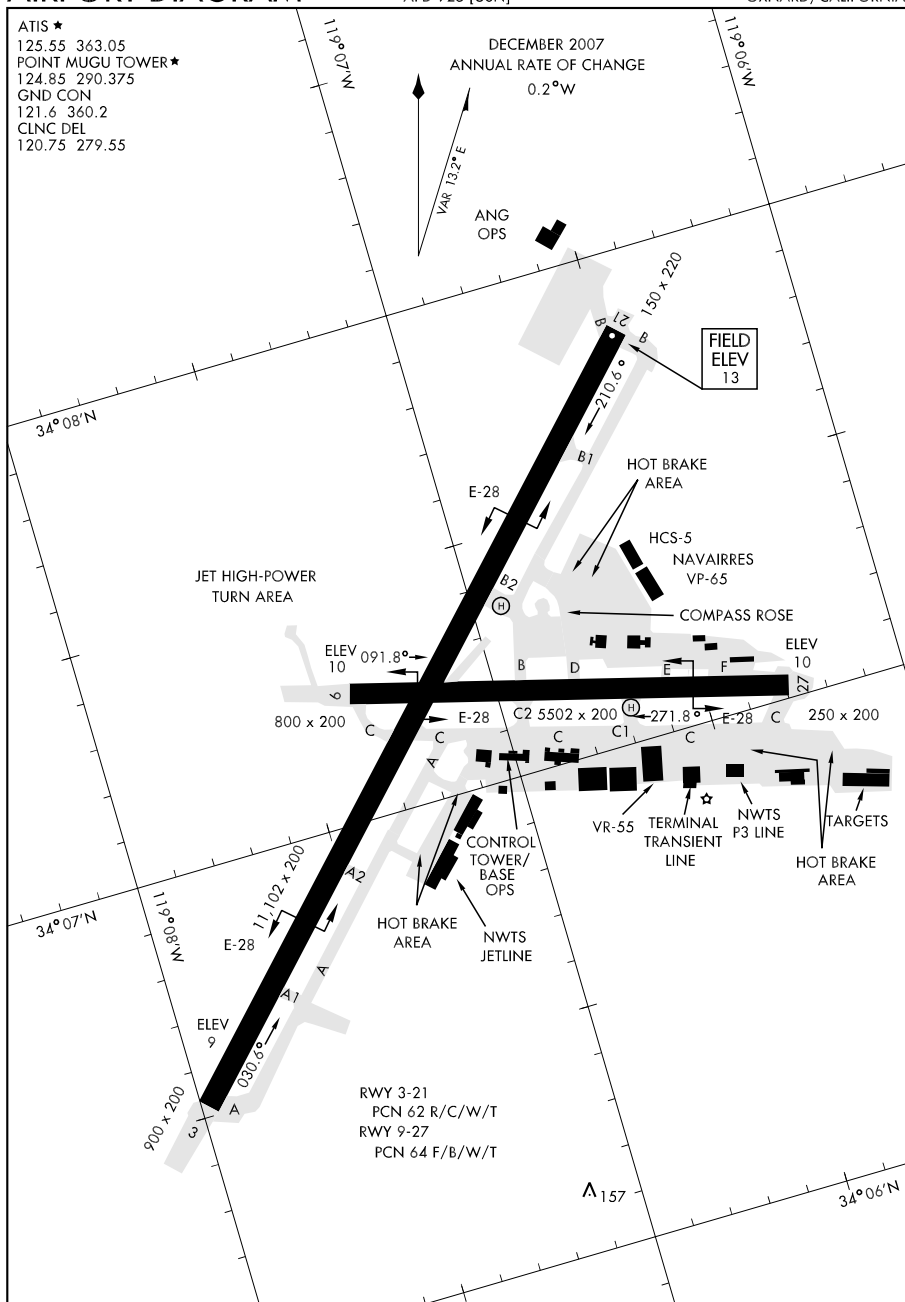 ATIS ★
125.55 363.05
POINT MUGU TOWER ★
124.85 290.375
GND CON
121.6 360.2
CLNC DEL
120.75 279.55
119°07'W
DECEMBER 2007
ANNUAL RATE OF CHANGE
0.2°W
119°06'W
VAR 13.2° E
ANG
OPS
150 x 220
21
B
B
FIELD
ELEV
13
210.6°
34°08'N
B1
HOT BRAKE
AREA
E-28
HCS-5
NAVAIRRES
VP-65
JET HIGH-POWER
TURN AREA
B2
H
COMPASS ROSE
ELEV
10
091.8°
B
D
E
F
ELEV
10
9
27
800 x 200
C
C
E-28
C2
5502 x 200
C
C1
H
271.8°
C
E-28
C
250 x 200
A
VR-55
TERMINAL
TRANSIENT
LINE
NWTS
P3 LINE
TARGETS
HOT BRAKE
AREA
CONTROL
TOWER/
BASE
OPS
11,102 x 200
A2
34°07'N
119°08'W
HOT BRAKE
AREA
NWTS
JETLINE
E-28
A
A1
ELEV
9
030.6°
900 x 200
A
3
RWY 3-21
PCN 62 R/C/W/T
RWY 9-27
PCN 64 F/B/W/T
157
34°06'N